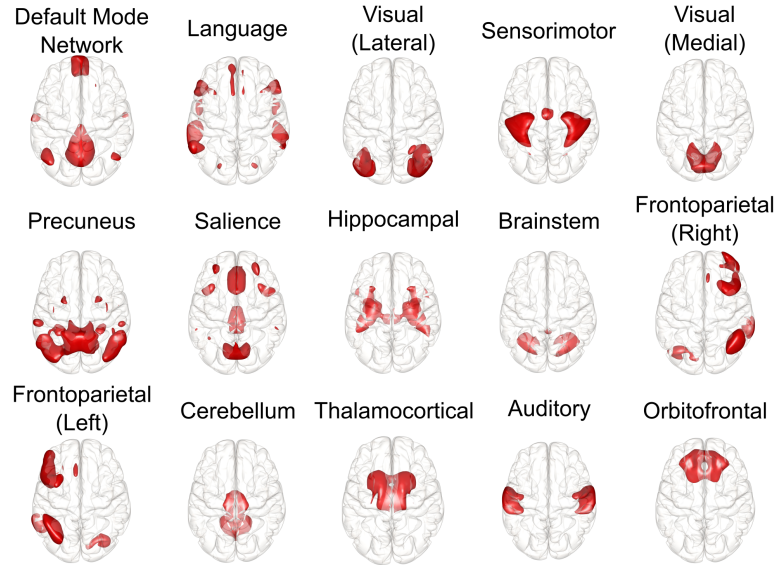 Default Mode
Network
Language
Visual
(Lateral)
Sensorimotor
Visual
(Medial)
Precuneus
Salience
Hippocampal
Brainstem
Frontoparietal
(Right)
Frontoparietal
(Left)
Cerebellum
Thalamocortical
Auditory
Orbitofrontal